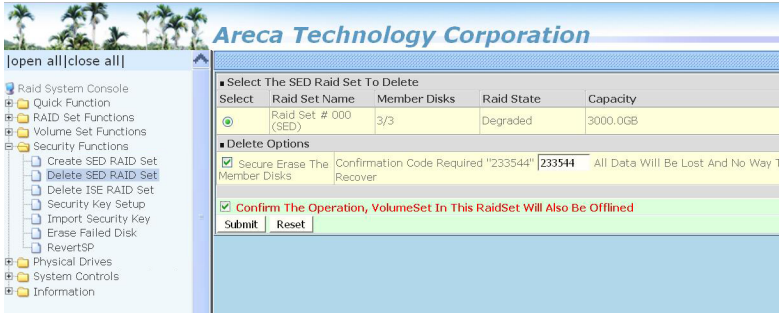 Areca Technology Corporation
|open all|close all|
Raid System Console
Quick Function
RAID Set Functions
Volume Set Functions
Security Functions
Create SED RAID Set
Delete SED RAID Set
Delete ISE RAID Set
Security Key Setup
Import Security Key
Erase Failed Disk
RevertSP
Physical Drives
System Controls
Information
Select The SED Raid Set To Delete
Select Raid Set Name Member Disks Raid State Capacity
Raid Set # 000
(SED) 3/3 Degraded 3000.0GB
Delete Options
Secure Erase The Confirmation Code Required "233544" 233544 All Data Will Be Lost And No Way T
Member Disks Recover
Confirm The Operation, VolumeSet In This RaidSet Will Also Be Offlined
Submit Reset